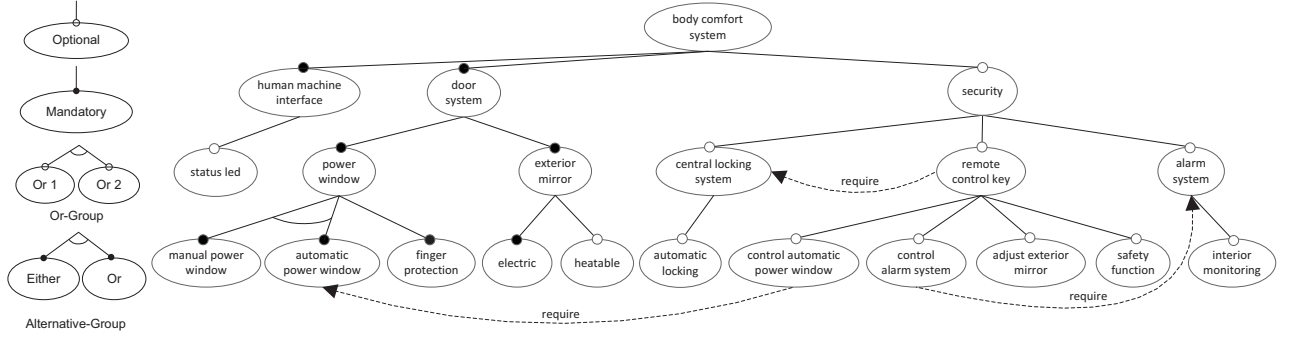 Optional
Mandatory
Or 1
Or 2
Or-Group
Either
Or
Alternative-Group
body comfort
system
human machine
interface
door
system
security
status led
power
window
exterior
mirror
central locking
system
require
remote
control key
alarm
system
manual power
window
automatic
power window
finger
protection
electric
heatable
automatic
locking
control automatic
power window
control
alarm system
adjust exterior
mirror
safety
function
interior
monitoring
require
require